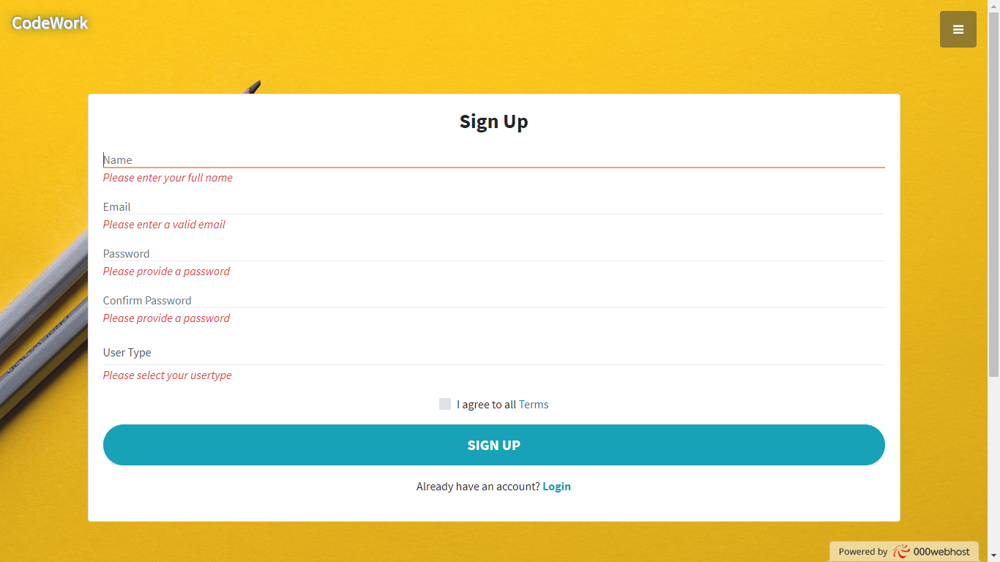 CodeWork
Sign Up
Name
Please enter your full name
Email
Please enter a valid email
Password
Please provide a password
Confirm Password
Please provide a password
User Type
Please select your usertype
I agree to all Terms
SIGN UP
Already have an account? Login
Powered by 000webhost